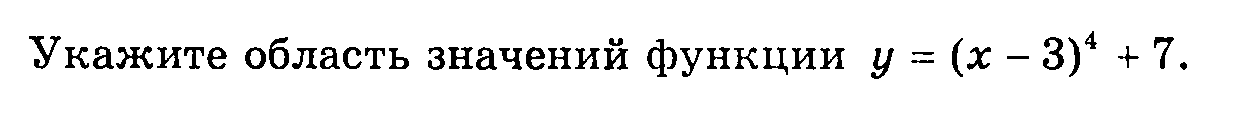 Укажите область значений функции y = (x − 3)⁴ + 7.